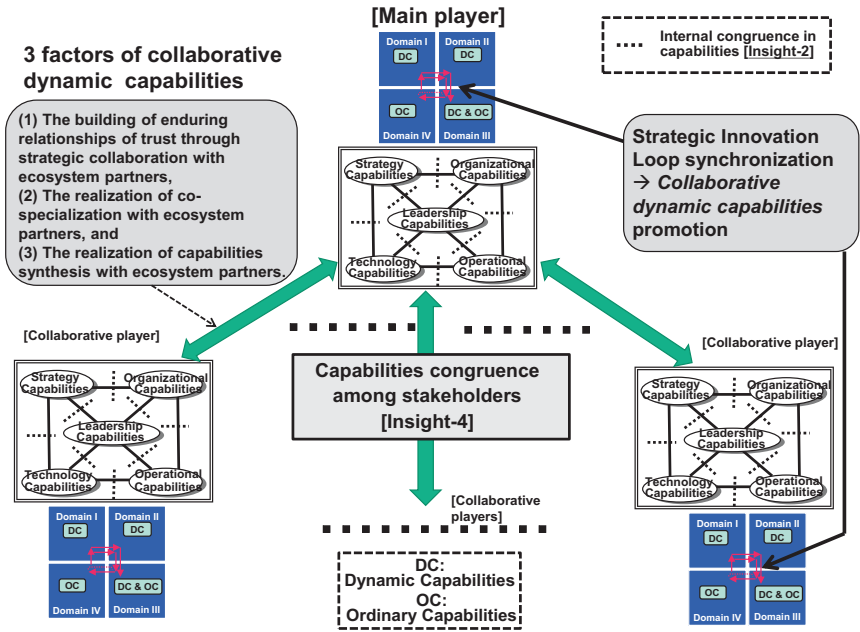 [Main player]
3 factors of collaborative
dynamic capabilities
(1) The building of enduring
relationships of trust through
strategic collaboration with
ecosystem partners,
(2) The realization of co-
specialization with ecosystem
partners, and
(3) The realization of capabilities
synthesis with ecosystem partners.
Domain I
Domain II
DC
DC
OC
DC & OC
Domain IV
Domain III
Internal congruence in
capabilities [Insight-2]
Strategic Innovation
Loop synchronization
→ Collaborative
dynamic capabilities
promotion
Strategy
Capabilities
Organizational
Capabilities
Leadership
Capabilities
Technology
Capabilities
Operational
Capabilities
[Collaborative player]
Strategy
Capabilities
Organizational
Capabilities
Leadership
Capabilities
Technology
Capabilities
Operational
Capabilities
Domain I
Domain II
DC
DC
OC
DC & OC
Domain IV
Domain III
Capabilities congruence
among stakeholders
[Insight-4]
[Collaborative
players]
DC:
Dynamic Capabilities
OC:
Ordinary Capabilities
[Collaborative player]
Strategy
Capabilities
Organizational
Capabilities
Leadership
Capabilities
Technology
Capabilities
Operational
Capabilities
Domain I
Domain II
DC
DC
OC
DC & OC
Domain IV
Domain III